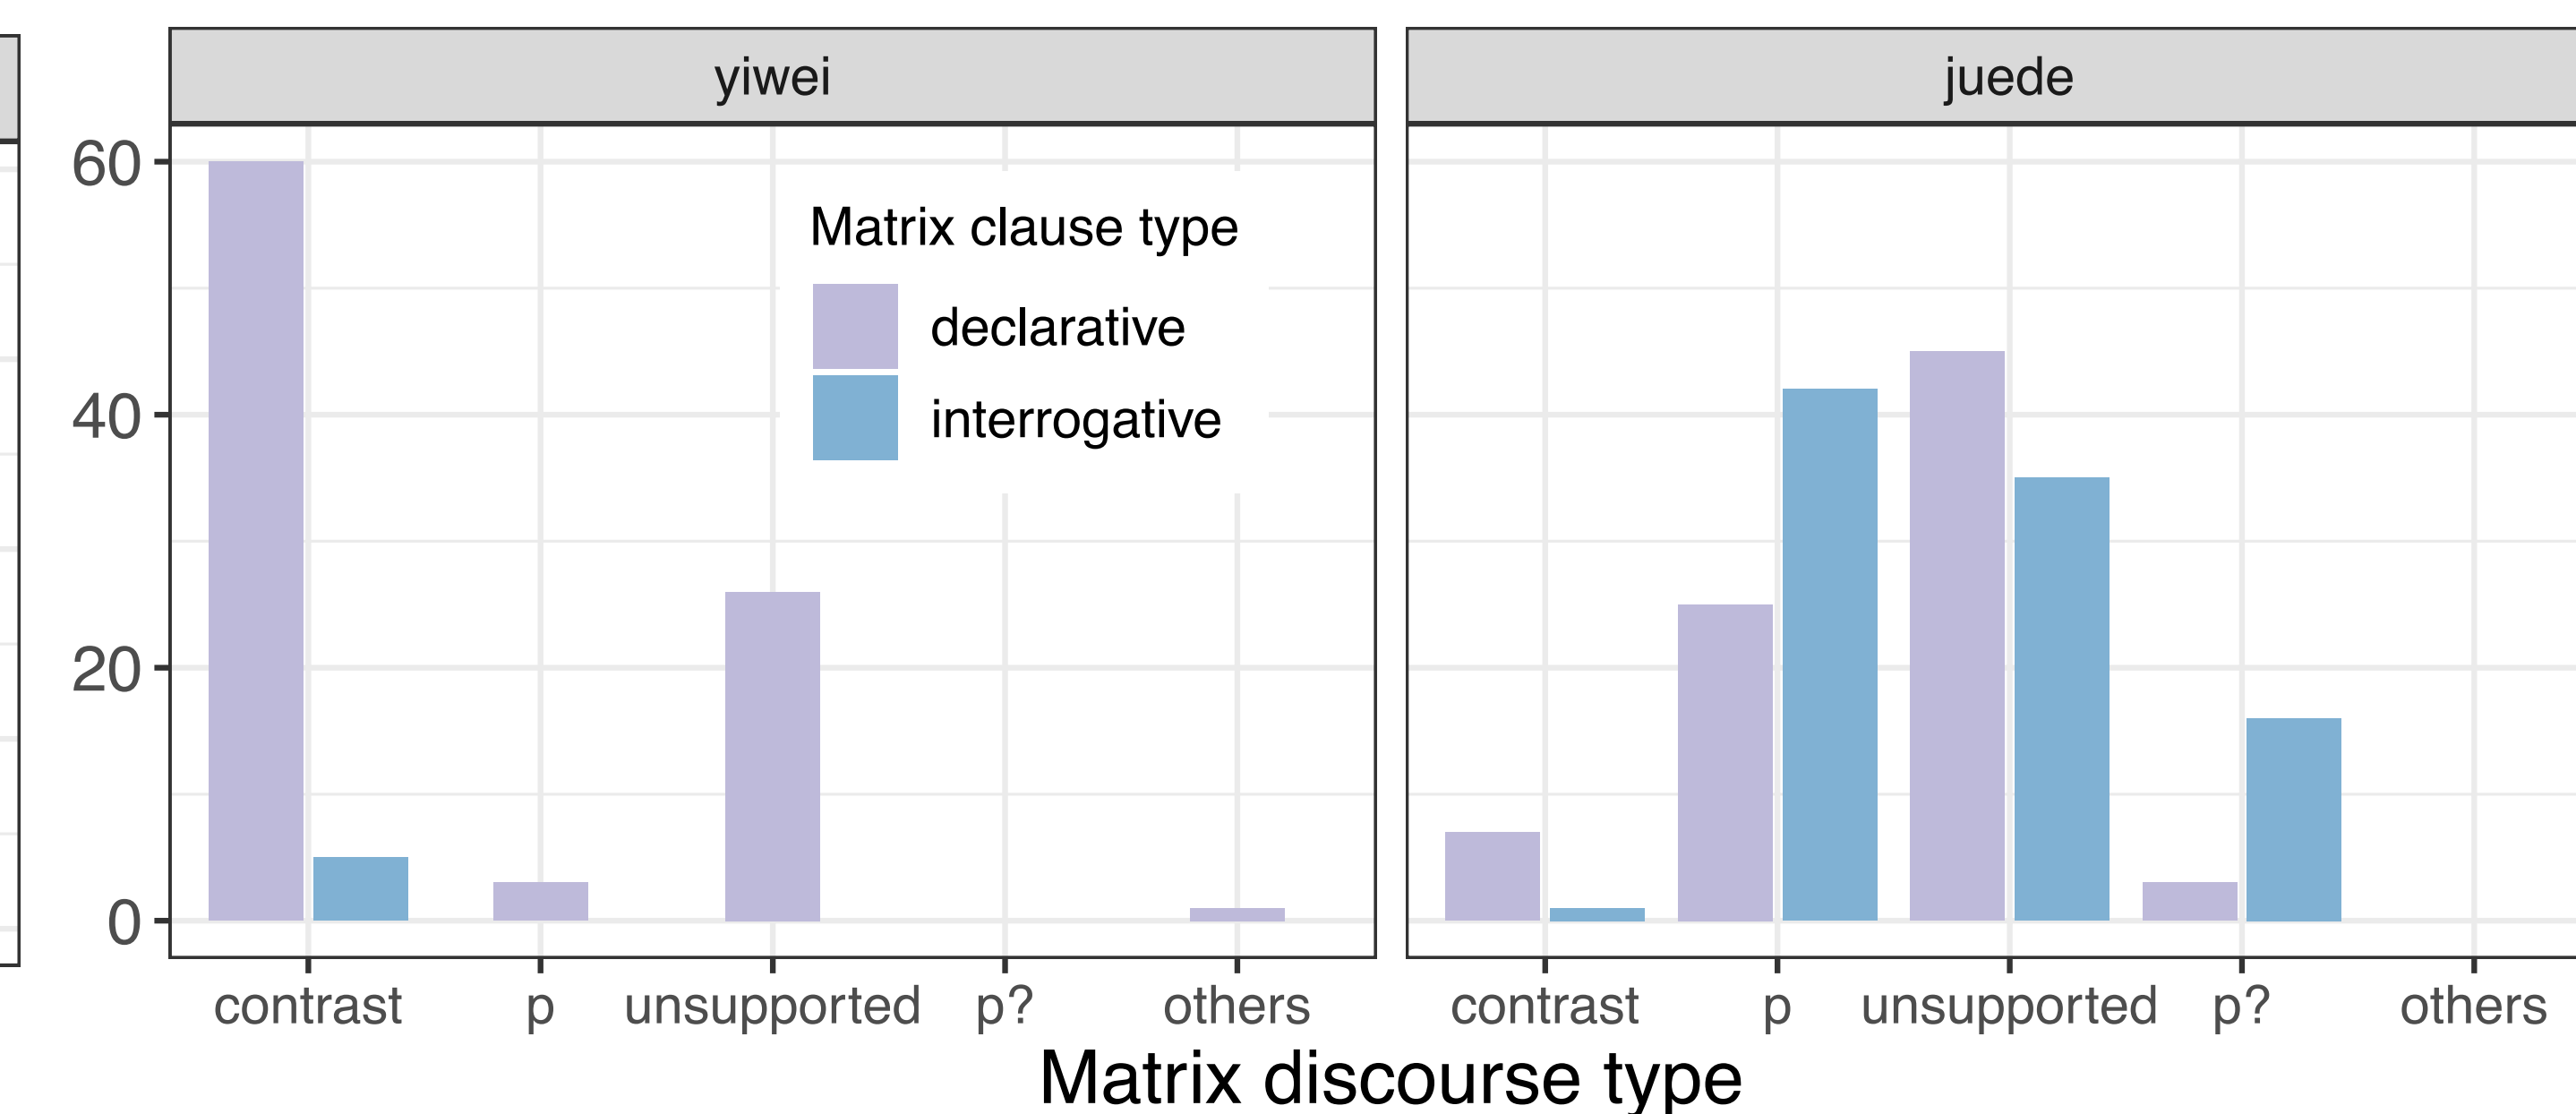 yiwei
juede
60
40
20
0
Matrix clause type
declarative
interrogative
contrast p unsupported p? others
contrast p unsupported p? others
Matrix discourse type